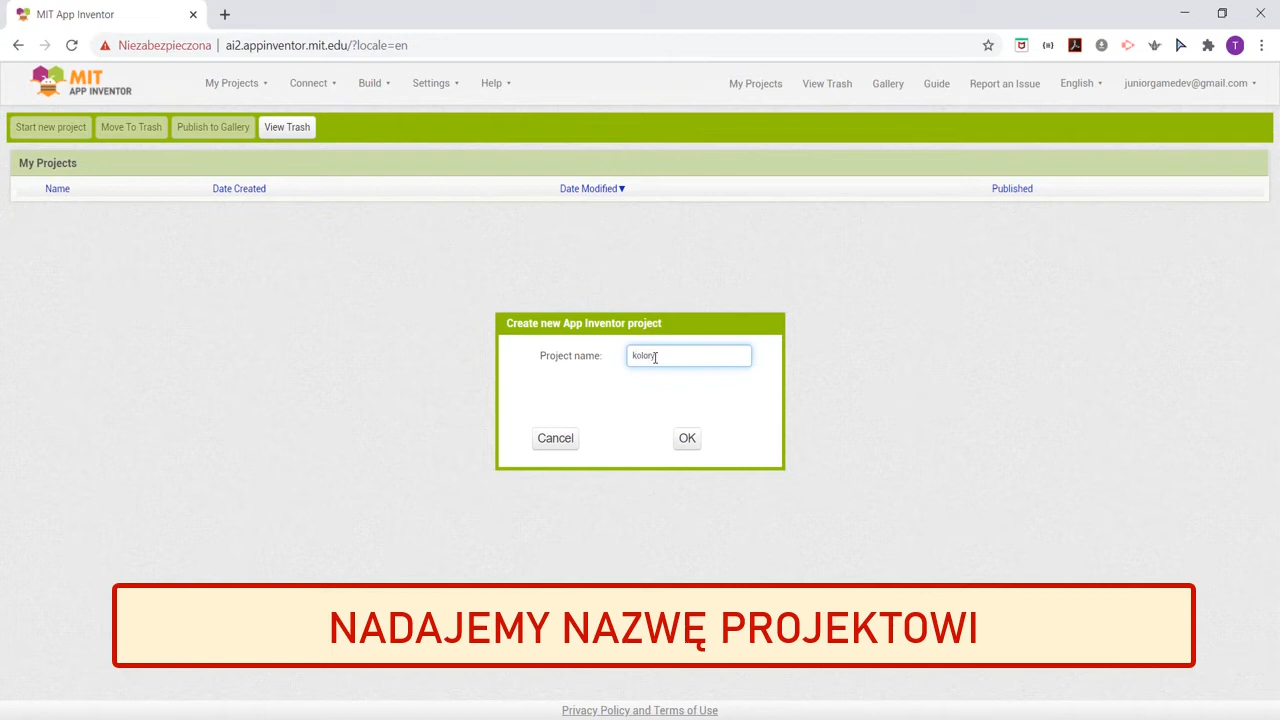 MIT App Inventor
Niezabezpieczona ai2.appinventor.mit.edu/?locale=en
T
MIT
APP INVENTOR
My Projects Connect Build Settings Help My Projects View Trash Gallery Guide Report an Issue English juniorgamedev@gmail.com
Start new project Move To Trash Publish to Gallery View Trash
My Projects
Name Date Created Date Modified▼ Published
Create new App Inventor project
Project name: kolory
Cancel OK
NADAJEMY NAZWĘ PROJEKTOWI
Privacy Policy and Terms of Use